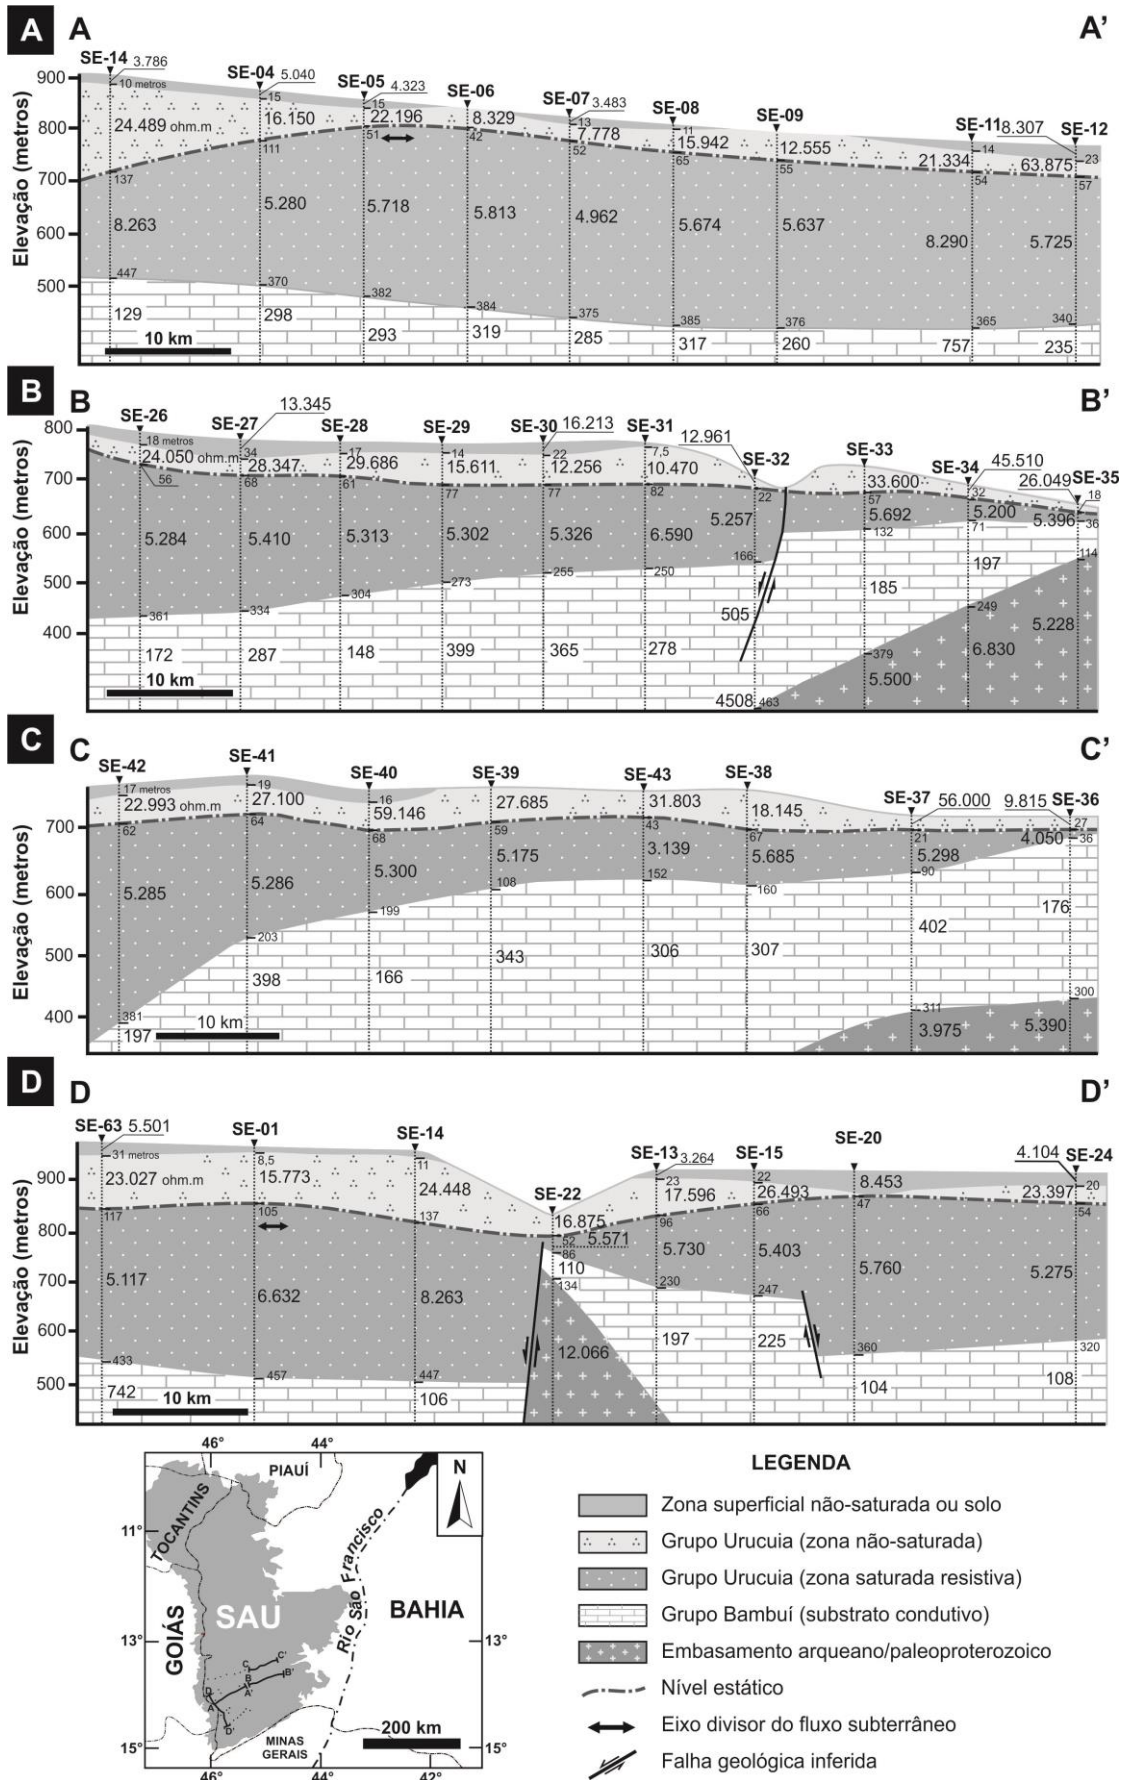 A
A A'
SE-14 3.786
SE-04 5.040
SE-05 4.323
SE-06
SE-07 3.483
SE-08
SE-09
SE-11 8.307
SE-12
Elevação (metros)
900
800
700
600
500
10 metros
24.489 ohm.m
137
8.263
447
129
15
16.150
111
5.280
370
298
15
22.196
51
5.718
382
293
8.329
42
5.813
384
319
13
7.778
52
4.962
375
285
11
15.942
65
5.674
385
317
12.555
55
5.637
376
260
14
21.334
54
8.290
365
757
23
63.875
57
5.725
340
235
10 km
B
B B'
SE-26
SE-27
13.345
SE-28
SE-29
SE-30 16.213
SE-31
12.961
SE-32
SE-33
SE-34 45.510
26.049 SE-35
Elevação (metros)
800
700
600
500
400
18 metros
24.050 ohm.m
56
5.284
361
172
34
28.347
68
5.410
334
287
17
29.686
61
5.313
304
148
14
15.611
77
5.302
273
399
22
12.256
77
5.326
255
365
7,5
10.470
82
6.590
250
278
22
5.257
166
505
4508
463
33.600
57
5.692
132
185
379
5.500
32
5.200
71
197
249
6.830
18
5.396
36
114
5.228
10 km
C
C C'
SE-42
SE-41
SE-40
SE-39
SE-43
SE-38
SE-37 56.000
9.815 SE-36
Elevação (metros)
700
600
500
400
17 metros
22.993 ohm.m
62
5.285
381
197
19
27.100
64
5.286
203
398
16
59.146
68
5.300
199
166
27.685
59
5.175
108
343
31.803
43
3.139
152
306
18.145
67
5.685
160
307
21
5.298
90
402
311
3.975
27
4.050
36
176
300
5.390
10 km
D
D D'
SE-63 5.501
SE-01
SE-14
SE-22
SE-13 3.264
SE-15
SE-20
4.104 SE-24
Elevação (metros)
900
800
700
600
500
31 metros
23.027 ohm.m
117
5.117
433
742
8,5
15.773
105
6.632
457
11
24.448
137
8.263
447
106
16.875
52
5.571
86
110
134
12.066
23
17.596
96
5.730
230
197
22
26.493
66
5.403
247
225
8.453
47
5.760
360
104
20
23.397
54
5.275
320
108
10 km
46° 44°
PIAUÍ
N
TOCANTINS
11°
Rio São Francisco
GOIÁS
SAU
BAHIA
13° 13°
C C'
B B'
D
A A'
D'
MINAS
GERAIS
200 km
15°
46° 44° 42°
LEGENDA
Zona superficial não-saturada ou solo
Grupo Urucuia (zona não-saturada)
Grupo Urucuia (zona saturada resistiva)
Grupo Bambuí (substrato condutivo)
Embasamento arqueano/paleoproterozoico
Nível estático
Eixo divisor do fluxo subterrâneo
Falha geológica inferida